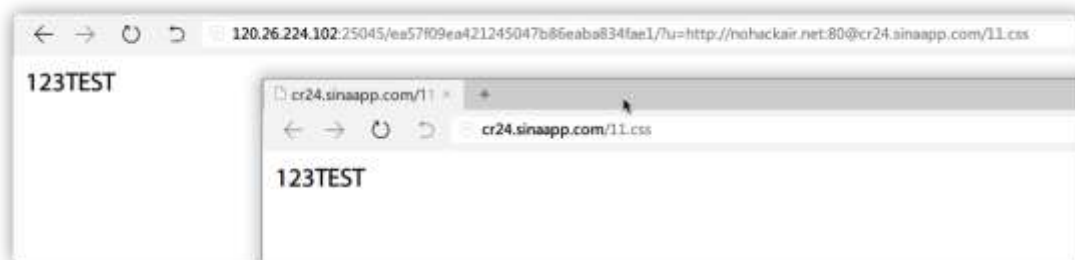 120.26.224.102:25045/ea57f09ea421245047b86eaba834fae1/?u=http://nohackair.net:80@cr24.sinaapp.com/11.css
123TEST
cr24.sinaapp.com/11
cr24.sinaapp.com/11.css
123TEST